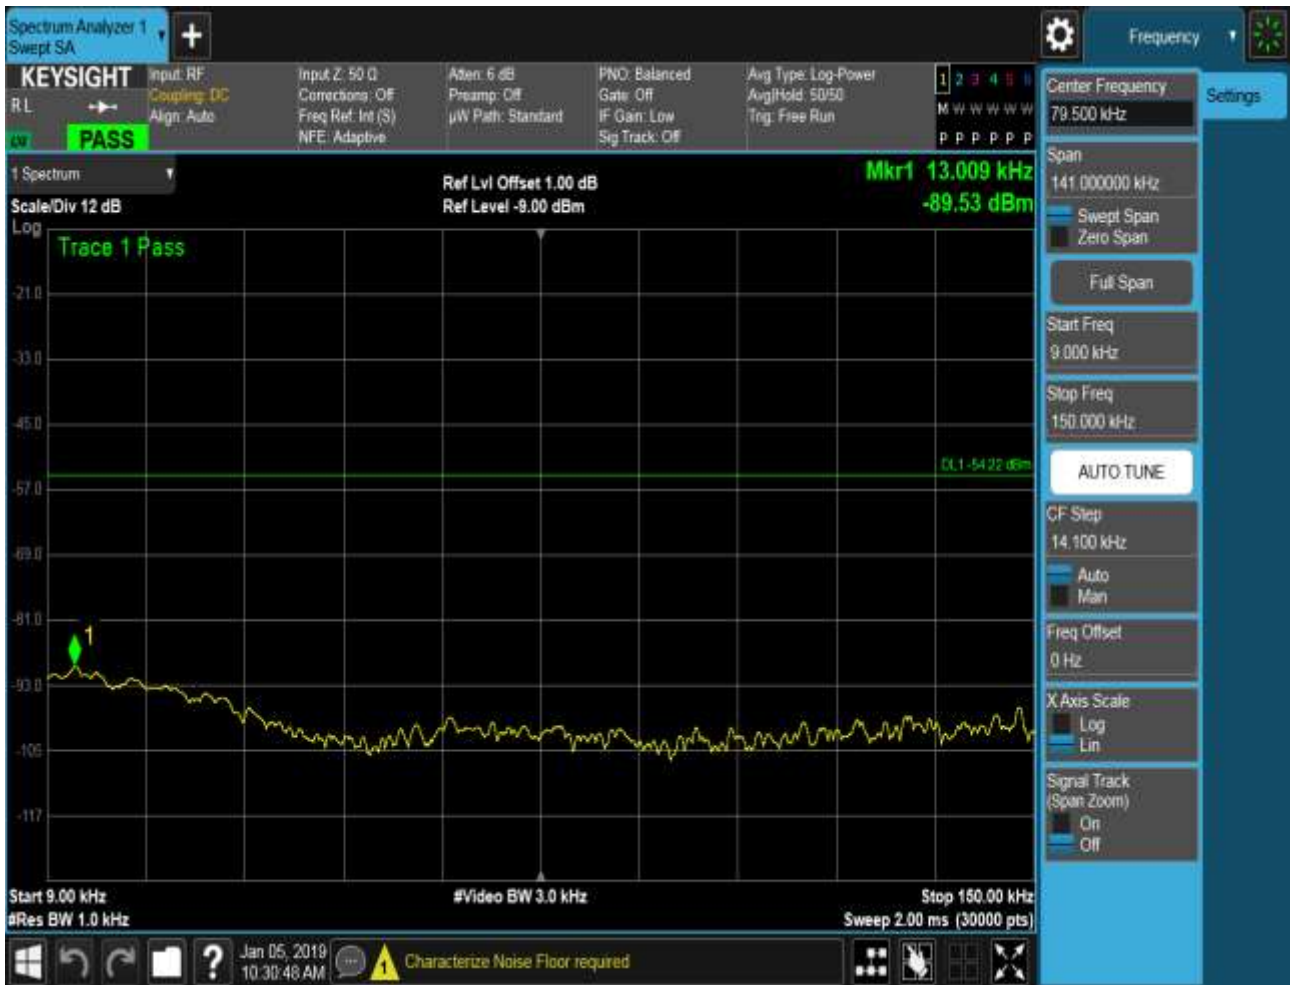 Spectrum Analyzer 1
Swept SA
Frequency
KEYSIGHT
R L
PASS
Input: RF
Coupling: DC
Align: Auto
Input Z: 50 Ω
Corrections: Off
Freq Ref: Int (S)
NFE: Adaptive
Atten: 6 dB
Preamp: Off
µW Path: Standard
PNO: Balanced
Gate: Off
IF Gain: Low
Sig Track: Off
Avg Type: Log-Power
Avg|Hold: 50/50
Trig: Free Run
1 2 3 4 5 6
M W W W W W
P P P P P P
Center Frequency
79.500 kHz
Settings
Span
141.000000 kHz
Swept Span
Zero Span
Full Span
Start Freq
9.000 kHz
Stop Freq
150.000 kHz
AUTO TUNE
CF Step
14.100 kHz
Auto
Man
Freq Offset
0 Hz
X Axis Scale
Log
Lin
Signal Track
(Span Zoom)
On
Off
1 Spectrum
Scale/Div 12 dB
Log
Ref Lvl Offset 1.00 dB
Ref Level -9.00 dBm
Mkr1 13.009 kHz
-89.53 dBm
Trace 1 Pass
-21.0
-33.0
-45.0
DL1 -54.22 dBm
-57.0
-69.0
-81.0
1
-93.0
-105
-117
Start 9.00 kHz
#Video BW 3.0 kHz
Stop 150.00 kHz
#Res BW 1.0 kHz
Sweep 2.00 ms (30000 pts)
?
Jan 05, 2019
10:30:48 AM
1
Characterize Noise Floor required